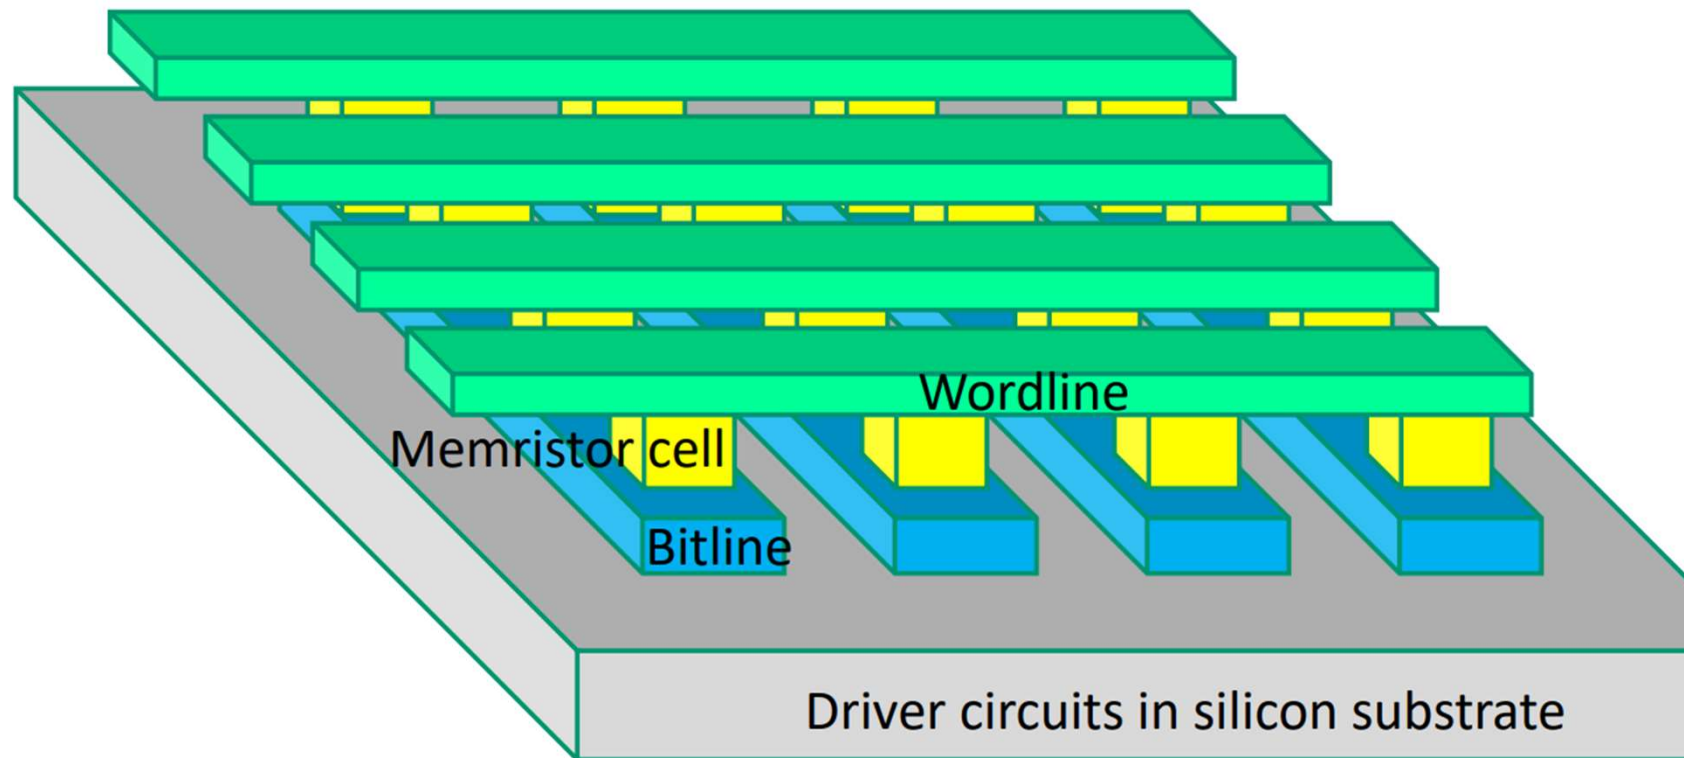 Wordline
Memristor cell
Bitline
Driver circuits in silicon substrate